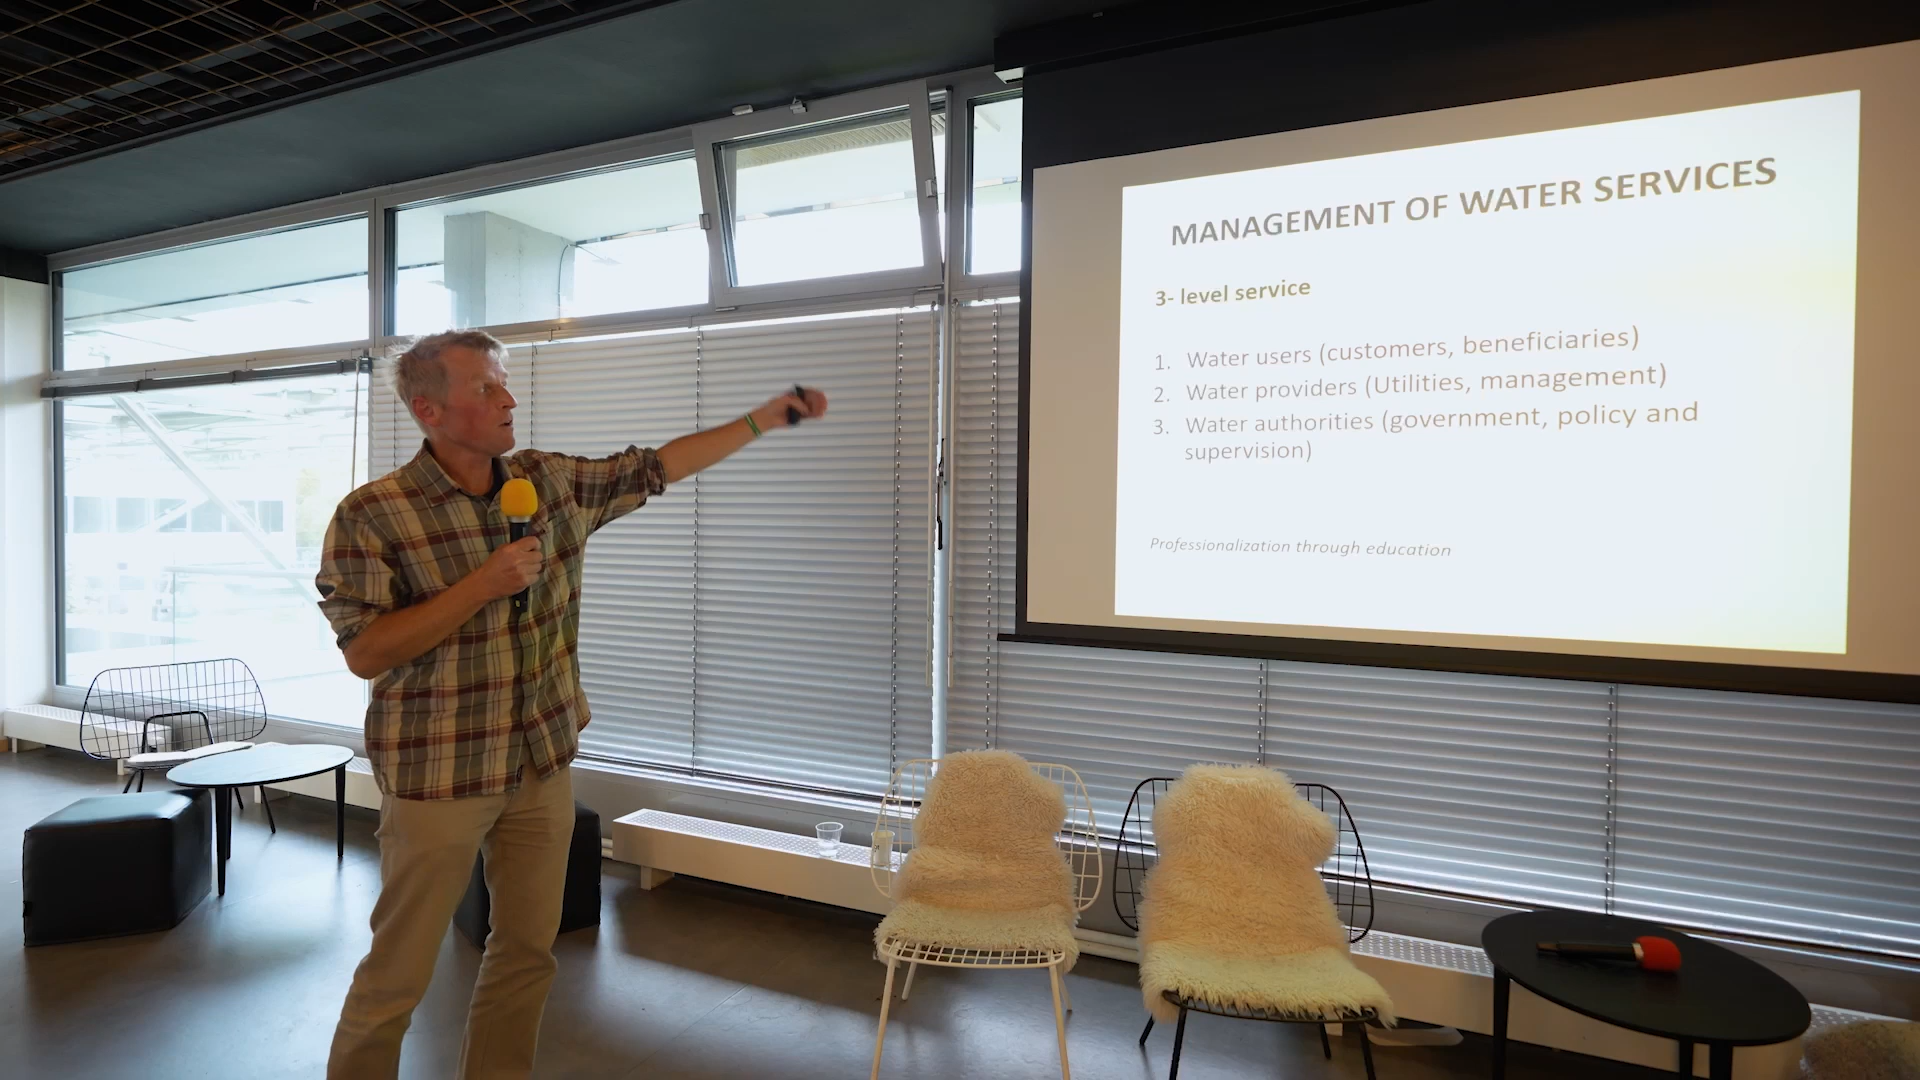 MANAGEMENT OF WATER SERVICES
3- level service
1. Water users (customers, beneficiaries)
2. Water providers (Utilities, management)
3. Water authorities (government, policy and
supervision)
Professionalization through education